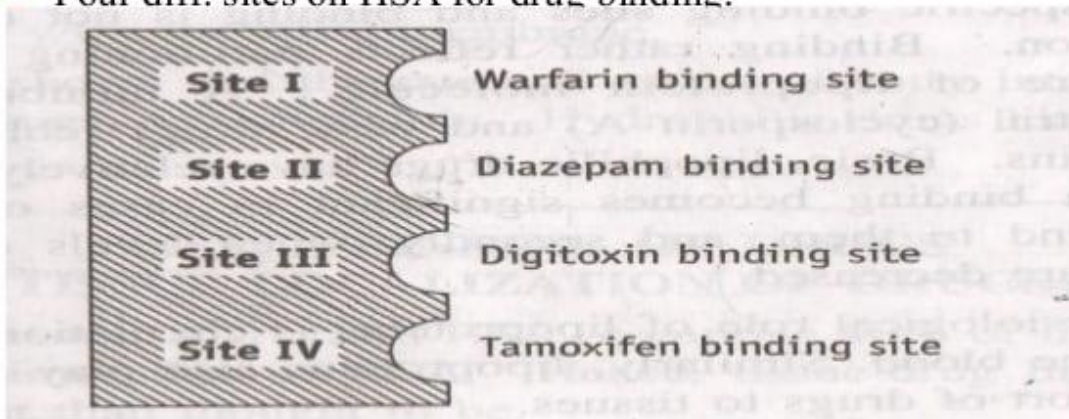 Four diff. sites on HSA for drug binding:
Site I Warfarin binding site
Site II Diazepam binding site
Site III Digitoxin binding site
Site IV Tamoxifen binding site